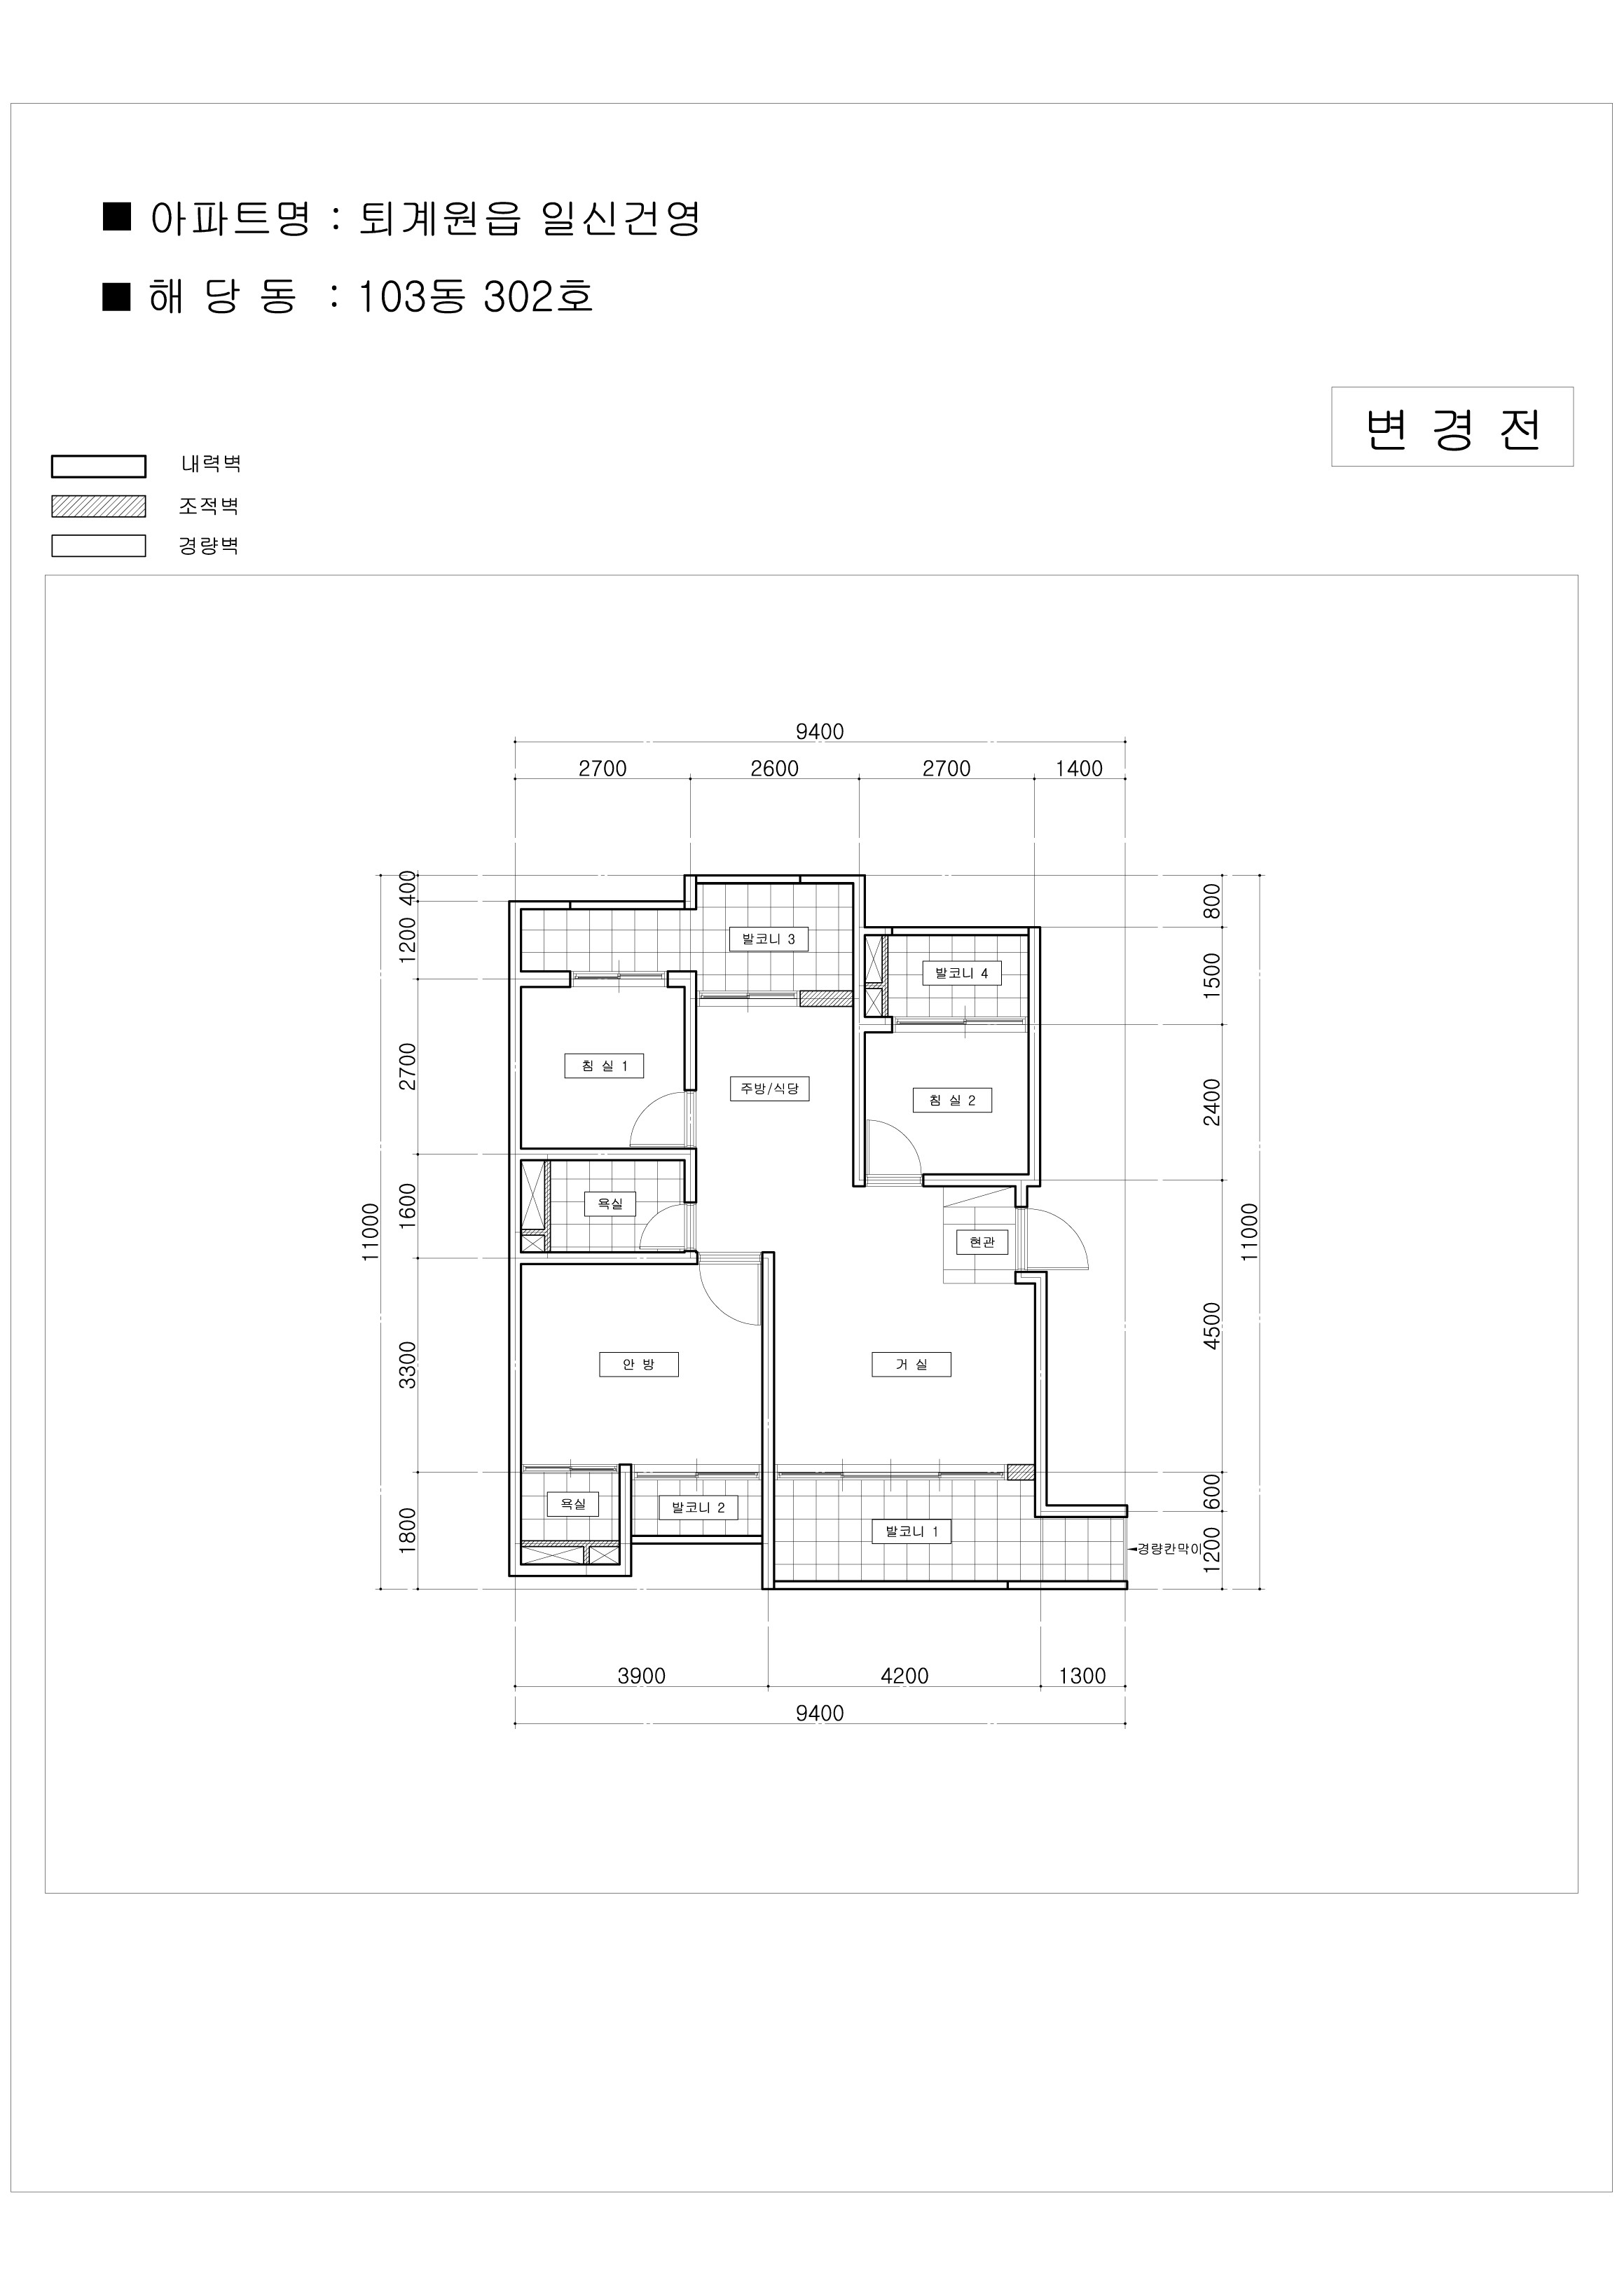 ■ 아파트명 : 퇴계원읍 일신건영
■ 해 당 동 : 103동 302호
변 경 전
내력벽
조적벽
경량벽
9400
2700 2600 2700 1400
400
1200
2700
1600
3300
1800
11000
800
1500
2400
4500
600
1200
11000
발코니 3
발코니 4
침 실 1
주방/식당
침 실 2
욕실
현관
안 방
거 실
욕실
발코니 2
발코니 1
경량칸막이
3900 4200 1300
9400